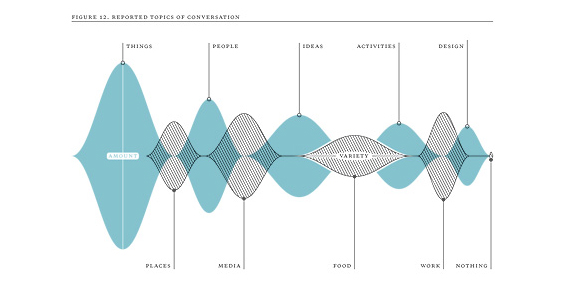 FIGURE 12. REPORTED TOPICS OF CONVERSATION
THINGS PEOPLE IDEAS ACTIVITIES DESIGN
AMOUNT VARIETY
PLACES MEDIA FOOD WORK NOTHING